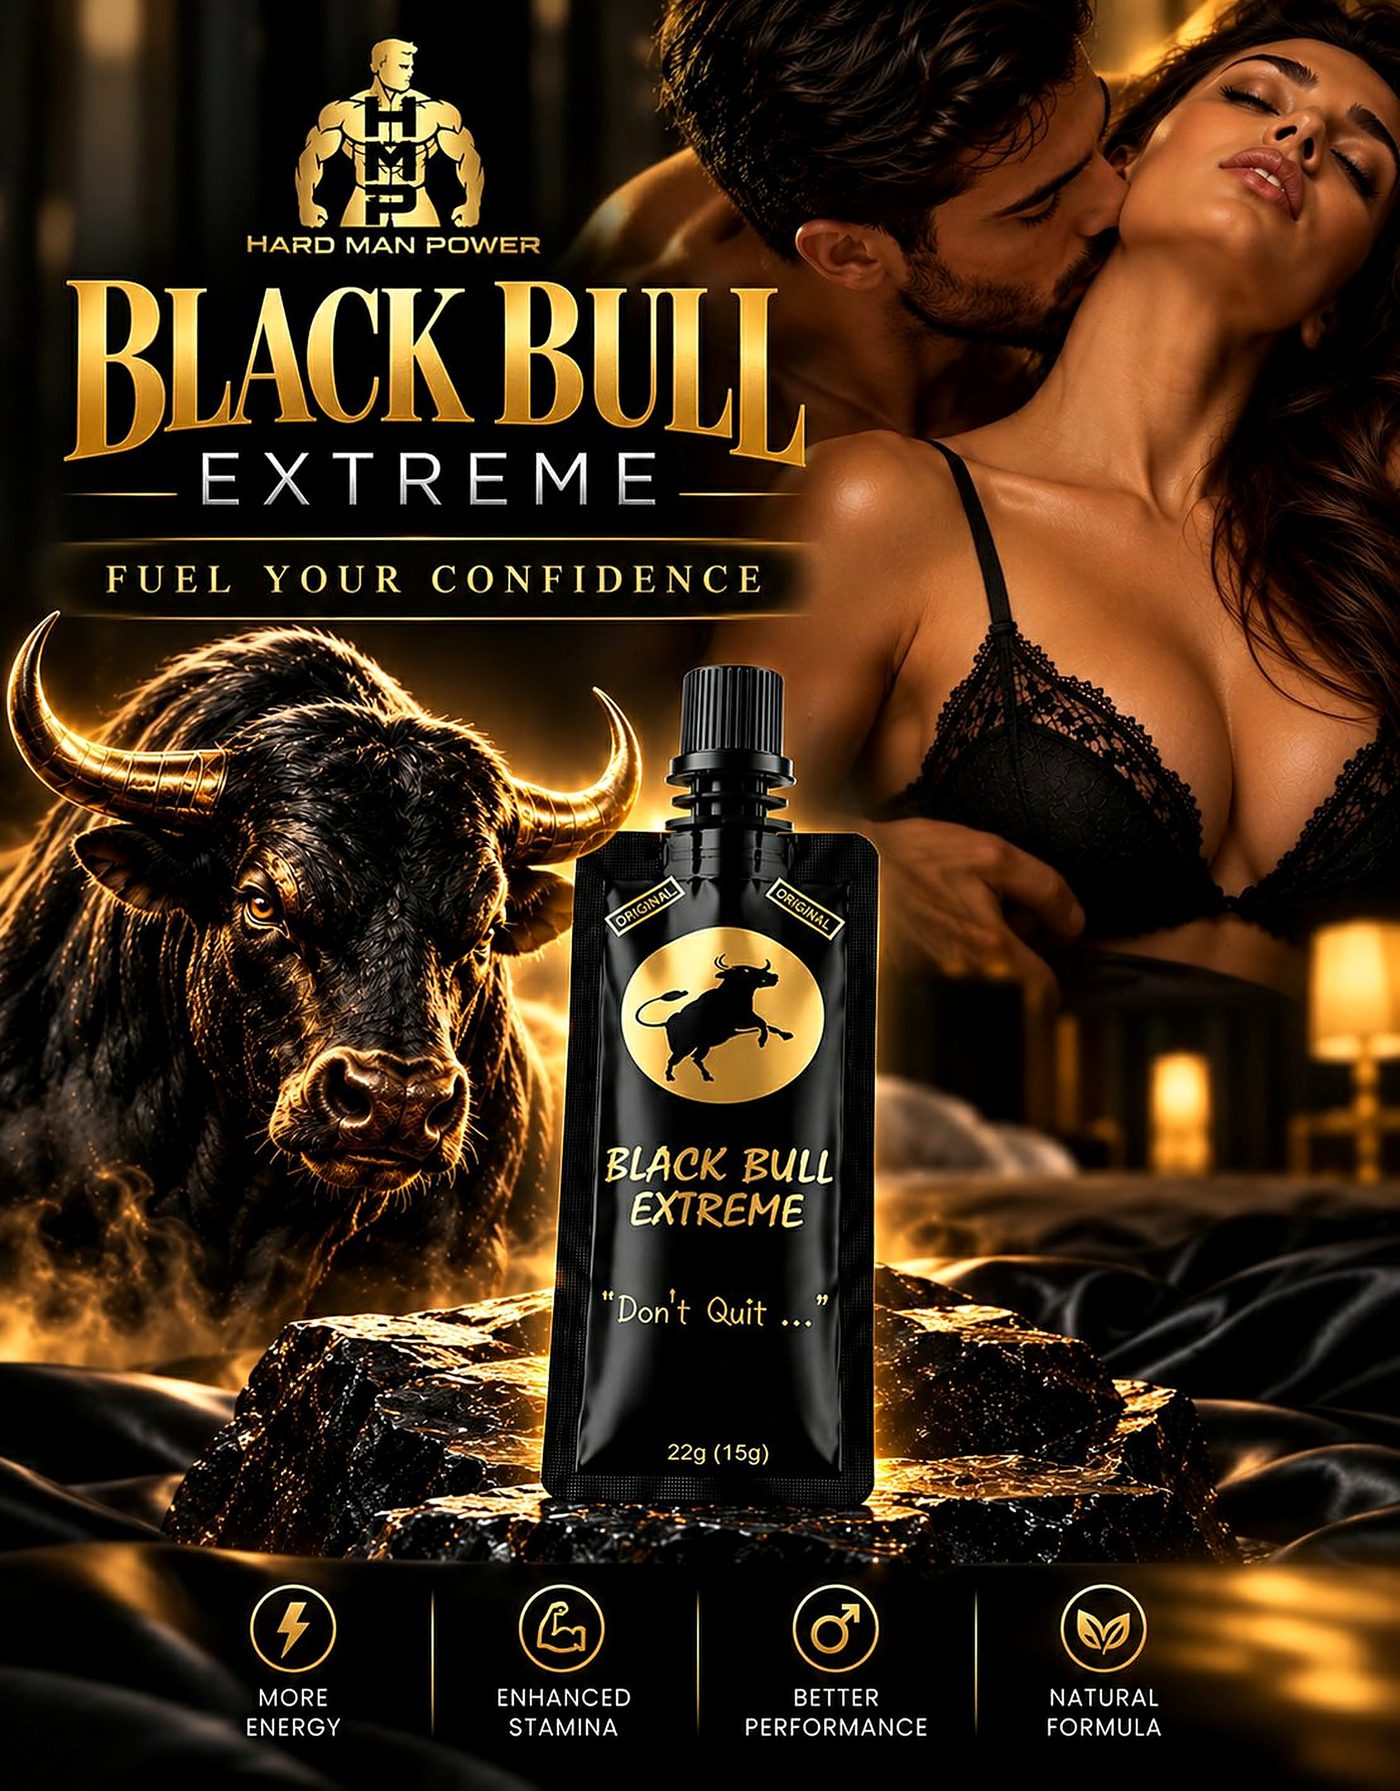 HMP
HARD MAN POWER
BLACK BULL
EXTREME
FUEL YOUR CONFIDENCE
ORIGINAL
ORIGINAL
BLACK BULL
EXTREME
“Don't Quit ...”
22g (15g)
MORE
ENERGY
ENHANCED
STAMINA
BETTER
PERFORMANCE
NATURAL
FORMULA